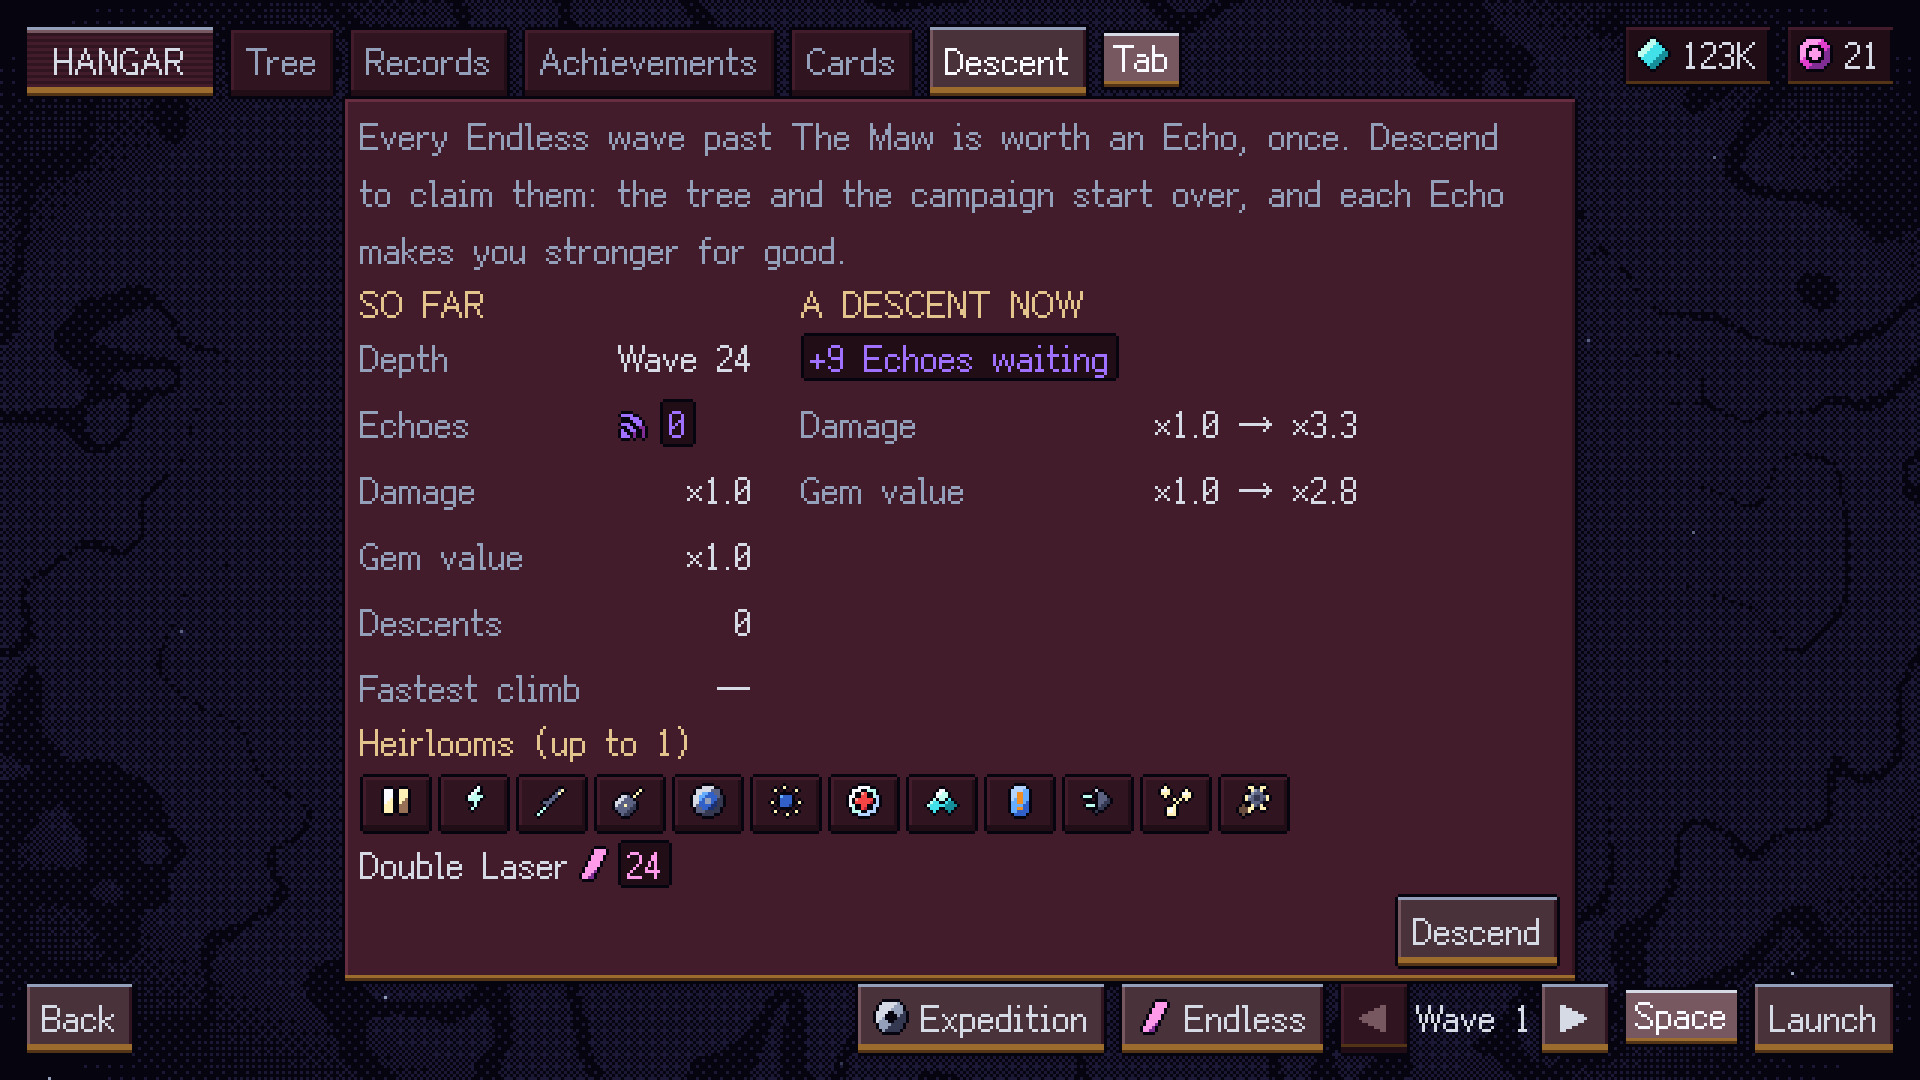 HANGAR Tree Records Achievements Cards Descent Tab 123K 21
Every Endless wave past The Maw is worth an Echo, once. Descend
to claim them: the tree and the campaign start over, and each Echo
makes you stronger for good.
SO FAR A DESCENT NOW
Depth Wave 24 +9 Echoes waiting
Echoes 0 Damage ×1.0 → ×3.3
Damage ×1.0 Gem value ×1.0 → ×2.8
Gem value ×1.0
Descents 0
Fastest climb —
Heirlooms (up to 1)
Double Laser 24
Descend
Back Expedition Endless Wave 1 Space Launch